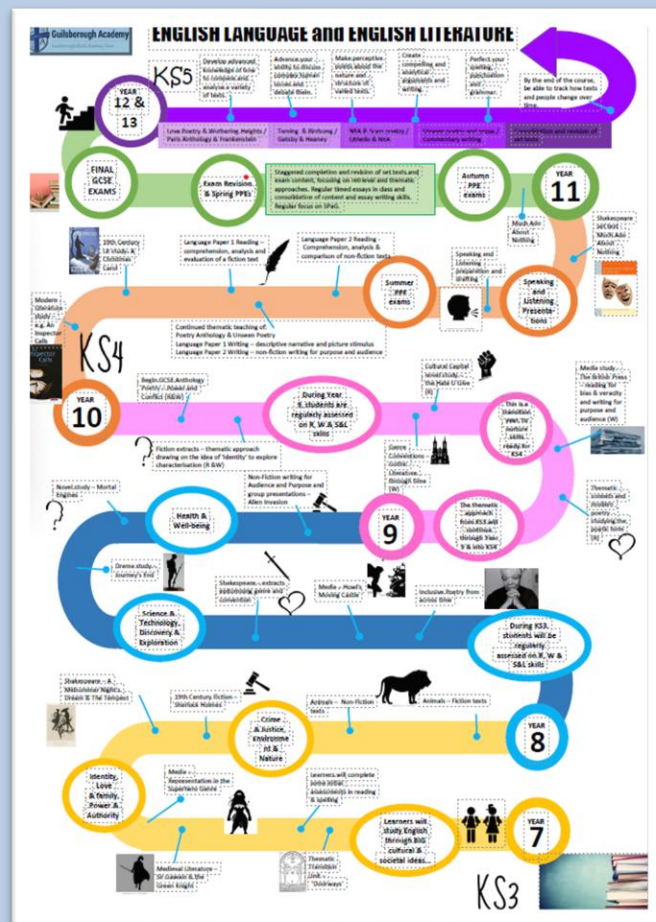 Guilsborough Academy
ENGLISH LANGUAGE and ENGLISH LITERATURE
KS5
Develop advanced
knowledge of how
to compare and
analyse a variety
of texts.
Advance your
ability to discuss
complex human
issues and
debate them.
Make perceptive
points about the
nature and
structure of
varied texts.
Create
compelling and
analytical
arguments and
writing.
Perfect your
spelling,
punctuation
and
grammar.
By the end of the course,
be able to track how texts
and people change over
time.
YEAR
12 &
13
Love Poetry & Wuthering Heights /
Paris Anthology & Frankenstein
Gatsby & Heaney
FINAL
GCSE
EXAMS
Exam Revision
& Spring PPEs
Staggered completion and revision of set texts and
exam content, focusing on retrieval and thematic
approaches. Regular timed essays in class and
consolidation of content and essay writing skills.
Regular focus on SPaG.
Autumn
PPE
exams
YEAR
11
Much Ado
About
Nothing
Shakespeare
set text -
Much Ado
About
Nothing
19th Century
Lit study: A
Christmas
Carol
Language Paper 1 Reading –
comprehension, analysis and
evaluation of a fiction text
Language Paper 2 Reading -
Comprehension, analysis &
comparison of non-fiction texts
Summer
PPE
exams
Speaking and
Listening
preparation and
drafting
Speaking
and
Listening
Presenta-
tions
Modern
Literature
study -
e.g. An
Inspector
Calls
Continued thematic teaching of:
Poetry Anthology & Unseen Poetry
Language Paper 1 Writing – descriptive narrative and picture stimulus
Language Paper 2 Writing – non-fiction writing for purpose and audience
KS4
YEAR
10
Begin GCSE Anthology
Poetry – Power and
Conflict (R&W)
During Year
9, students are
regularly assessed
on R, W & S&L
skills
Cultural Capital
novel study -
The Hate U Give
(R)
This is a
transition
year, to
nurture skills
ready for
KS4
Media study -
The British Press
– reading for
bias & veracity
and writing for
purpose and
audience (W)
Fiction extracts – thematic approach
drawing on the idea of 'Identity' to explore
characterisation (R &W)
Genre
Conventions –
Gothic
Literature
through time
(W)
Novel study - Mortal
Engines
Non-Fiction writing for
Audience and Purpose and
group presentations –
Alien Invasion
Health &
Well-being
YEAR
9
The thematic
approach
from KS3 will
continue
through Year
9 & into KS4
Thematic
Drama study -
Journey's End
Shakespeare – extracts
Media – Howl's
Moving Castle
Inclusive Poetry from
across time
Science &
Technology,
Discovery &
Exploration
During KS3,
students will be
regularly
assessed on R, W &
S&L skills
Shakespeare – A
Midsummer Night's
Dream & The Tempest
19th Century Fiction –
Sherlock Holmes
Crime
& Justice,
Environme
nt &
Nature
Animals – Non-Fiction
texts
Animals – Fiction texts
YEAR
8
Identity,
Love
& family,
Power &
Authority
Media –
Representation in the
Superhero Genre
Learners will complete
some initial
assessments in reading
& spelling
Learners will
study English
through BIG
cultural &
societal ideas...
YEAR
7
Medieval Literature –
Sir Gawain & the
Green Knight
Thematic
Transition
Unit –
'Doorways'
KS3